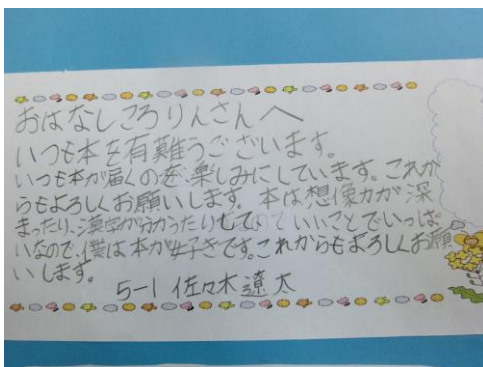 おはなしころりんさんへ
いつも本を有難うございます。
いつも本が届くのを、楽しみにしています。これか
らもよろしくお願いします。本は想像力が深
まったり、漢字が分かったりして、いいことでいっぱ
いなので、僕は本が好きです。これからもよろしくお願
いします。
5-1 佐々木遼太